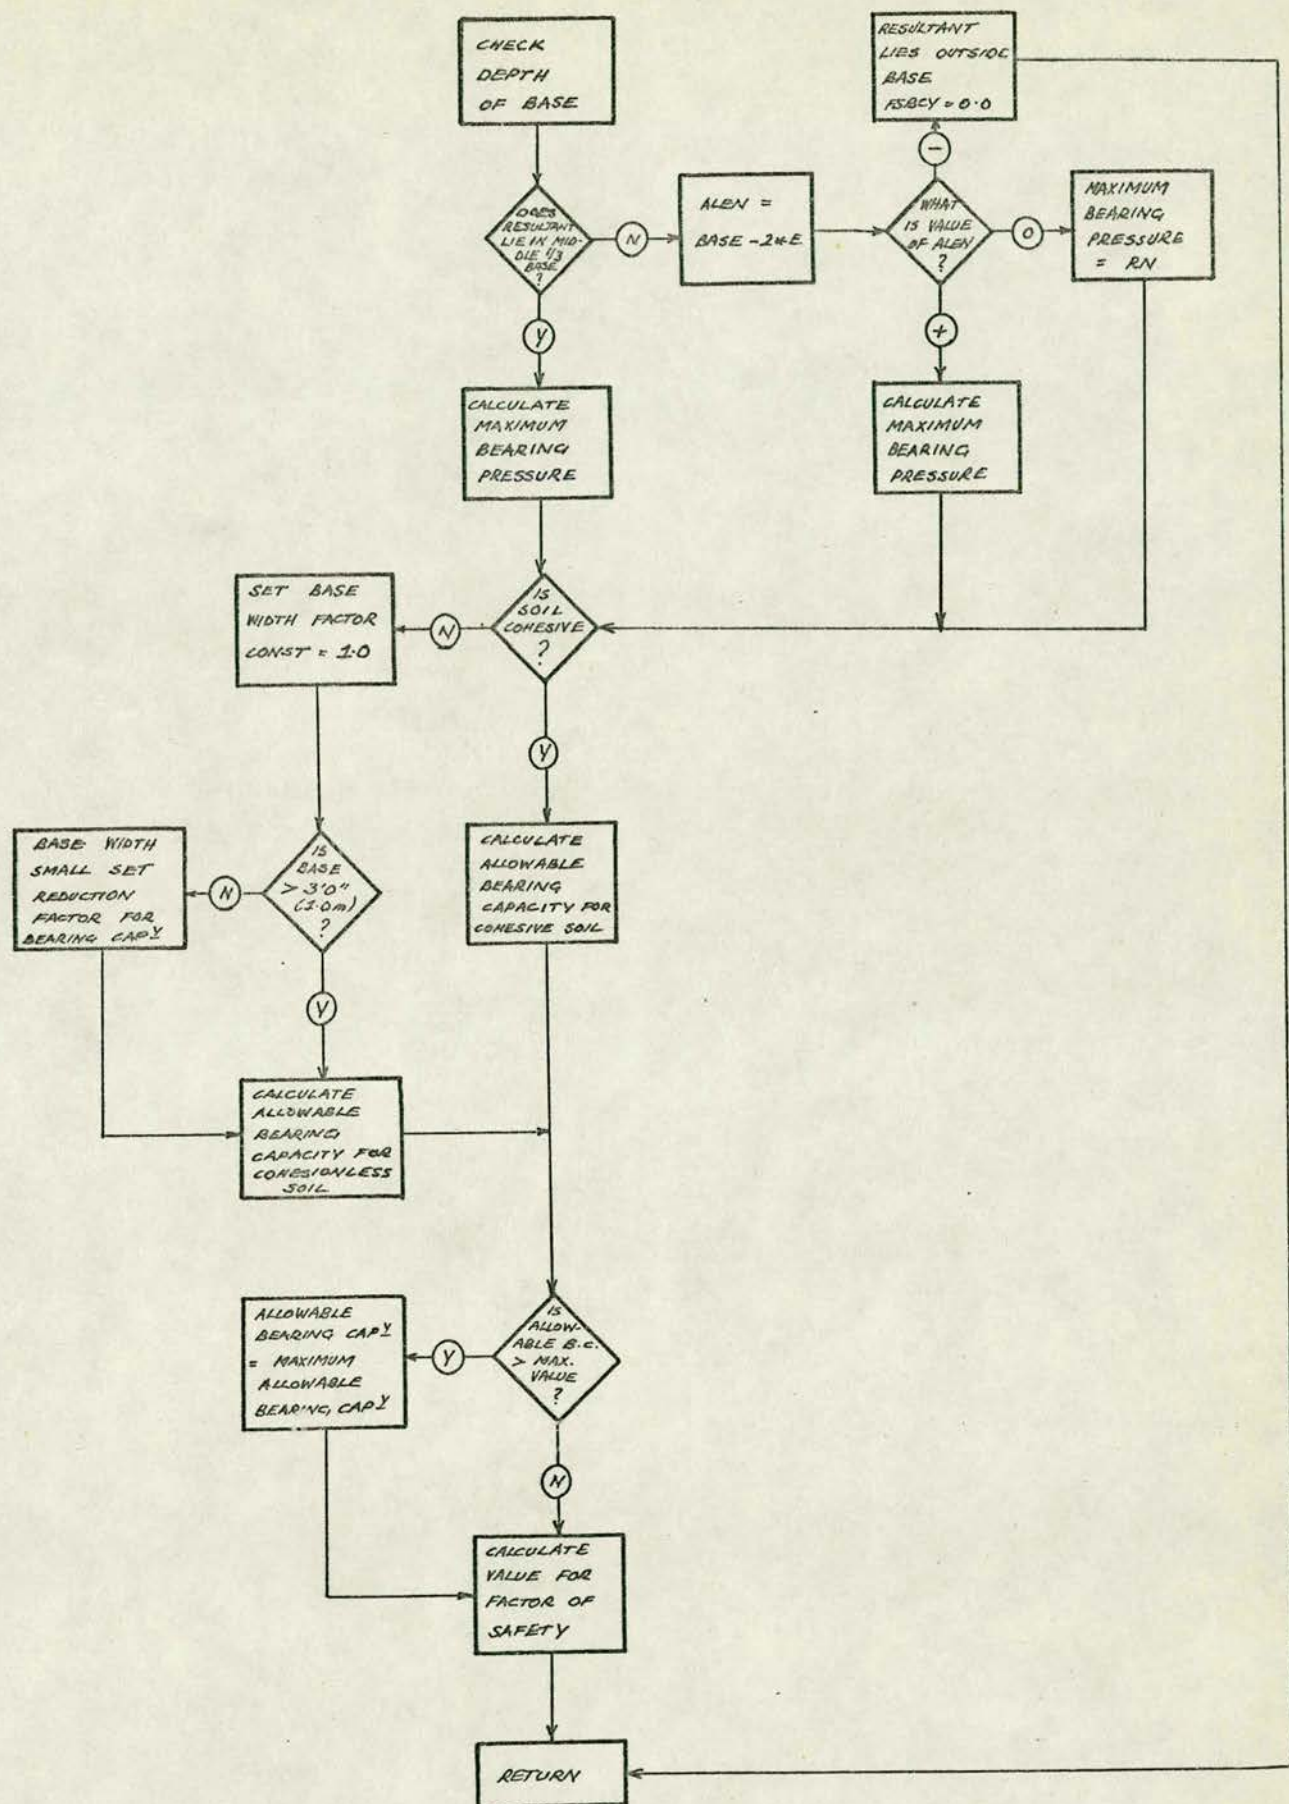 CHECK
DEPTH
OF BASE
RESULTANT
LIES OUTSIDE
BASE
FSBCY = 0.0
−
DOES
RESULTANT
LIE IN MID-
DLE 1/3
BASE
?
N
ALEN =
BASE -2*E
WHAT
IS VALUE
OF ALEN
?
O
MAXIMUM
BEARING
PRESSURE
= RN
Y
+
CALCULATE
MAXIMUM
BEARING
PRESSURE
CALCULATE
MAXIMUM
BEARING
PRESSURE
SET BASE
WIDTH FACTOR
CONST = 1.0
N
IS
SOIL
COHESIVE
?
Y
BASE WIDTH
SMALL SET
REDUCTION
FACTOR FOR
BEARING CAPY
N
IS
BASE
> 3'0"
(1.0m)
?
CALCULATE
ALLOWABLE
BEARING
CAPACITY FOR
COHESIVE SOIL
Y
CALCULATE
ALLOWABLE
BEARING
CAPACITY FOR
COHESIONLESS
SOIL
ALLOWABLE
BEARING CAPY
= MAXIMUM
ALLOWABLE
BEARING CAPY
Y
IS
ALLOW-
ABLE B.C.
> MAX.
VALUE
?
N
CALCULATE
VALUE FOR
FACTOR OF
SAFETY
RETURN